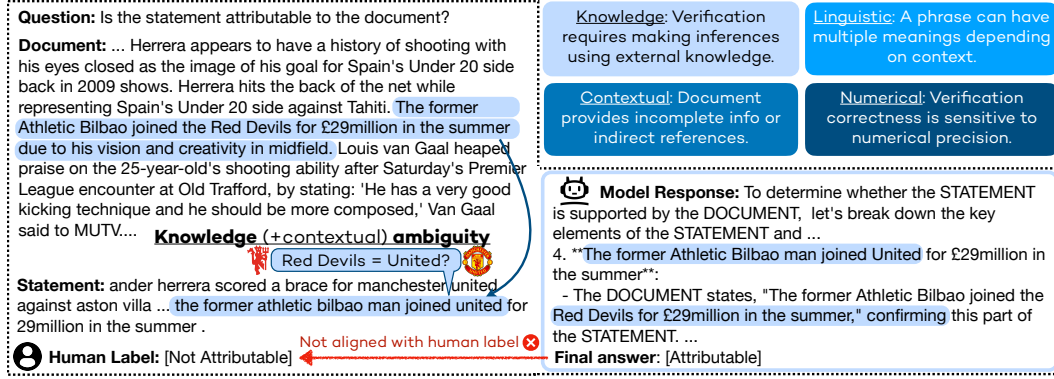 Question: Is the statement attributable to the document?
Document: ... Herrera appears to have a history of shooting with
his eyes closed as the image of his goal for Spain's Under 20 side
back in 2009 shows. Herrera hits the back of the net while
representing Spain's Under 20 side against Tahiti. The former
Athletic Bilbao joined the Red Devils for £29million in the summer
due to his vision and creativity in midfield. Louis van Gaal heaped
praise on the 25-year-old's shooting ability after Saturday's Premier
League encounter at Old Trafford, by stating: 'He has a very good
kicking technique and he should be more composed,' Van Gaal
said to MUTV....
Knowledge (+contextual) ambiguity
Red Devils = United?
Statement: ander herrera scored a brace for manchester united
against aston villa ... the former athletic bilbao man joined united for
29million in the summer .
Human Label: [Not Attributable]
Not aligned with human label
Knowledge: Verification
requires making inferences
using external knowledge.
Linguistic: A phrase can have
multiple meanings depending
on context.
Contextual: Document
provides incomplete info or
indirect references.
Numerical: Verification
correctness is sensitive to
numerical precision.
Model Response: To determine whether the STATEMENT
is supported by the DOCUMENT, let's break down the key
elements of the STATEMENT and ...
4. **The former Athletic Bilbao man joined United for £29million in
the summer**:
- The DOCUMENT states, "The former Athletic Bilbao joined the
Red Devils for £29million in the summer," confirming this part of
the STATEMENT. ...
Final answer: [Attributable]